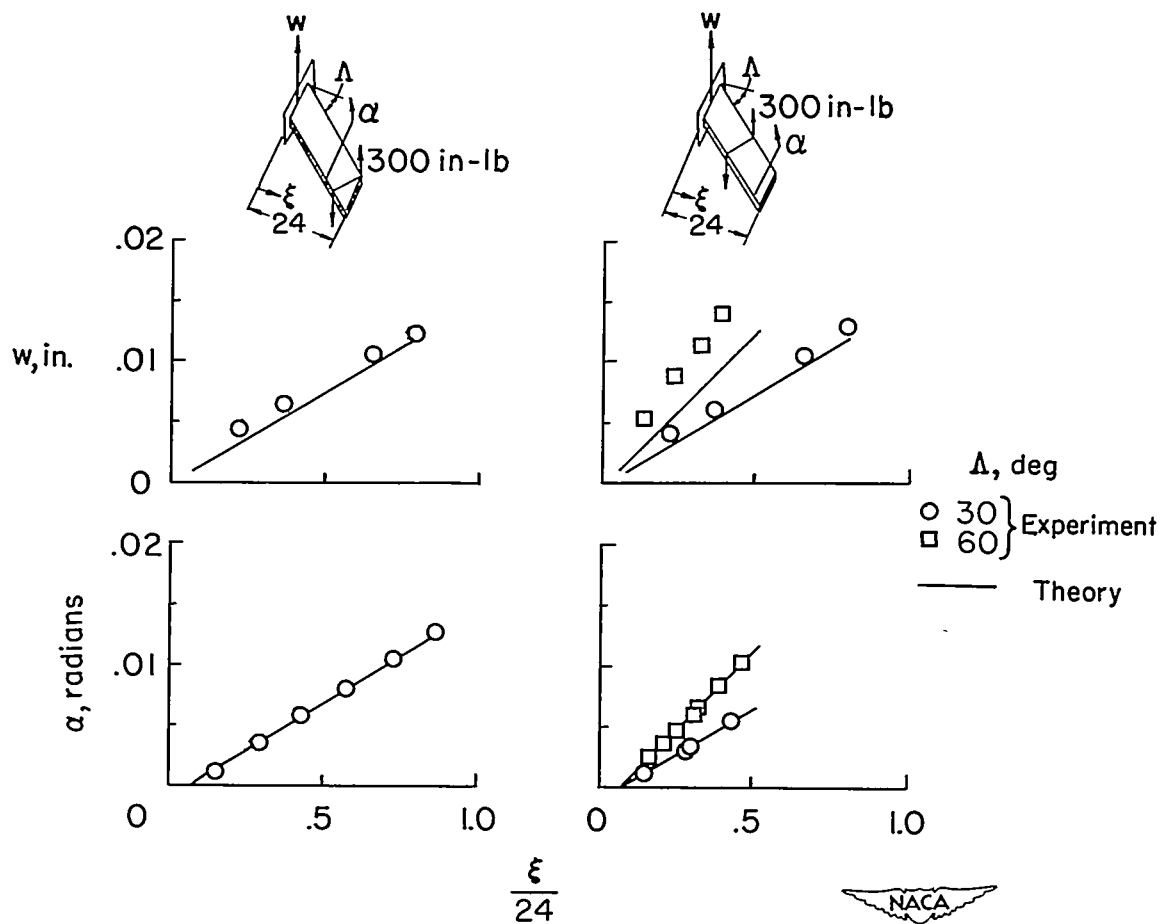 W
Λ
α
300 in-lb
ξ
24
W
Λ
300 in-lb
α
ξ
24
.02
.01
0
w, in.
Λ, deg
○ 30
□ 60
} Experiment
— Theory
.02
.01
α, radians
0 .5 1.0
0 .5 1.0
ξ
24
NACA